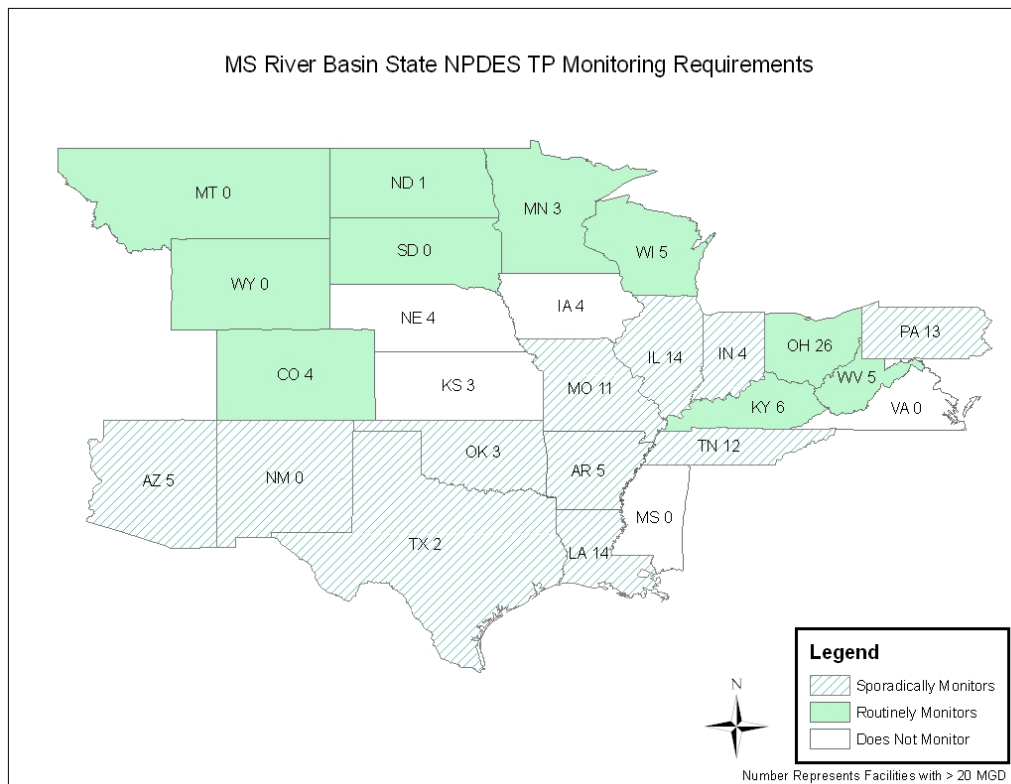 MS River Basin State NPDES TP Monitoring Requirements
MT 0
ND 1
MN 3
SD 0
WI 5
WY 0
NE 4
IA 4
PA 13
IL 14
IN 4
OH 26
CO 4
KS 3
MO 11
WV 5
KY 6
VA 0
TN 12
OK 3
AR 5
AZ 5
NM 0
MS 0
TX 2
LA 14
Legend
Sporadically Monitors
Routinely Monitors
Does Not Monitor
N
Number Represents Facilities with > 20 MGD